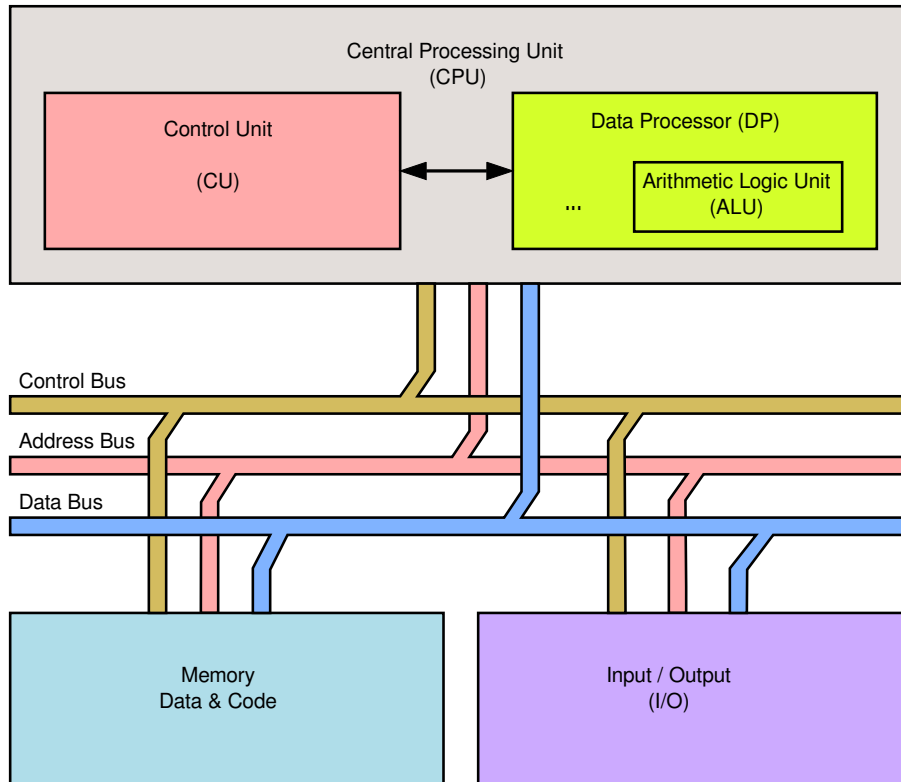 Central Processing Unit
(CPU)
Control Unit
(CU)
Data Processor (DP)
...
Arithmetic Logic Unit
(ALU)
Control Bus
Address Bus
Data Bus
Memory
Data & Code
Input / Output
(I/O)